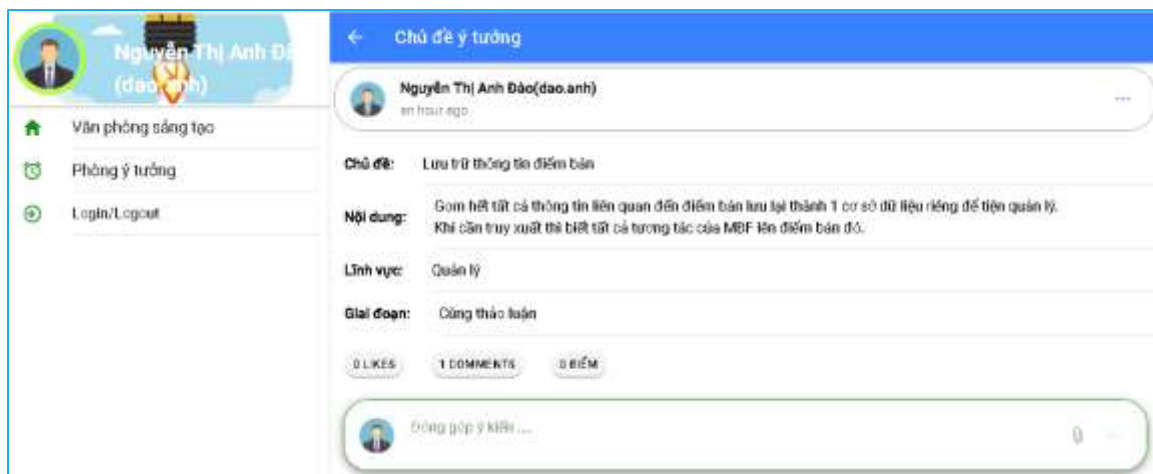 Nguyễn Thị Anh Đ
(dao.anh)
Văn phòng sáng tạo
Phòng ý tưởng
Login/Logout
Chủ đề ý tưởng
Nguyễn Thị Anh Đào(dao.anh)
an hour ago
Chủ đề: Lưu trữ thông tin điểm bán
Nội dung: Gom hết tất cả thông tin liên quan đến điểm bán lưu lại thành 1 cơ sở dữ liệu riêng để tiện quản lý.
Khi cần truy xuất thì biết tất cả tương tác của MBF lên điểm bán đó.
Lĩnh vực: Quản lý
Giai đoạn: Cùng thảo luận
0 LIKES 1 COMMENTS 0 ĐIỂM
Đóng góp ý kiến ...